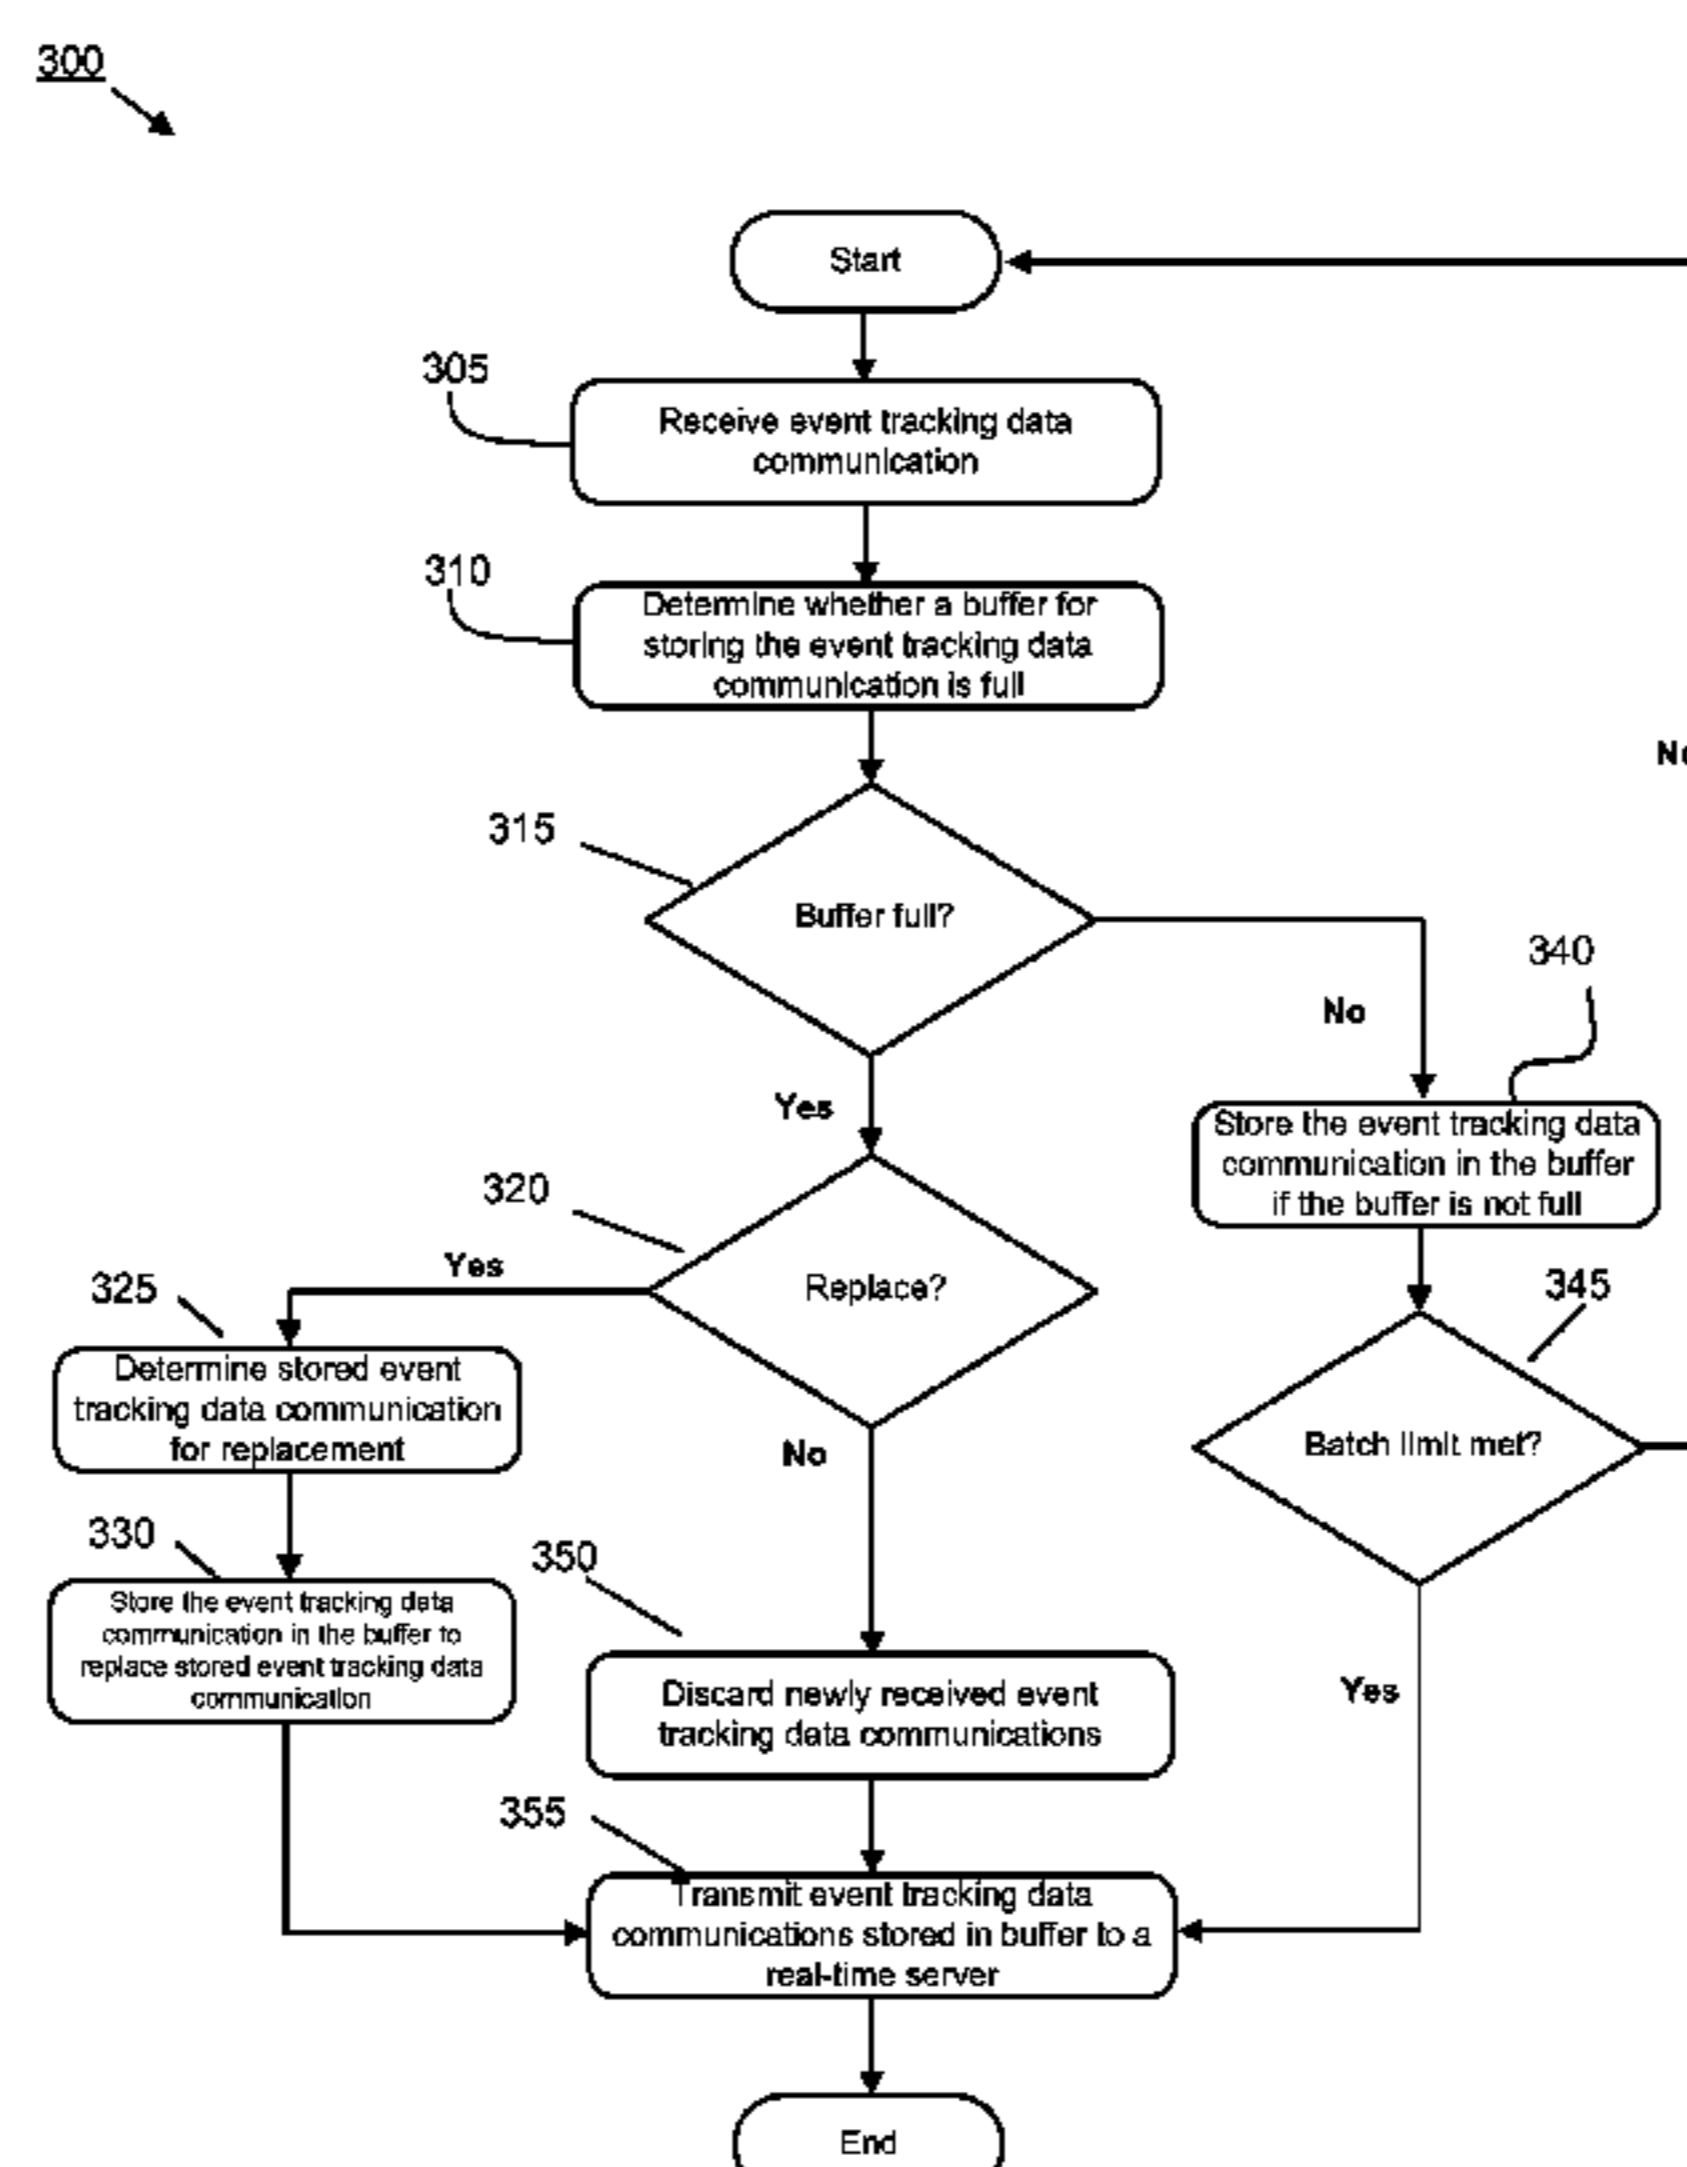 300
Start
305
Receive event tracking data
communication
310
Determine whether a buffer for
storing the event tracking data
communication is full
No
315
Buffer full?
340
No
Yes
Store the event tracking data
communication in the buffer
if the buffer is not full
320
Yes
Replace?
325
345
Determine stored event
tracking data communication
for replacement
Batch limit met?
No
330
350
Store the event tracking data
communication in the buffer to
replace stored event tracking data
communication
Discard newly received event
tracking data communications
Yes
355
Transmit event tracking data
communications stored in buffer to a
real-time server
End